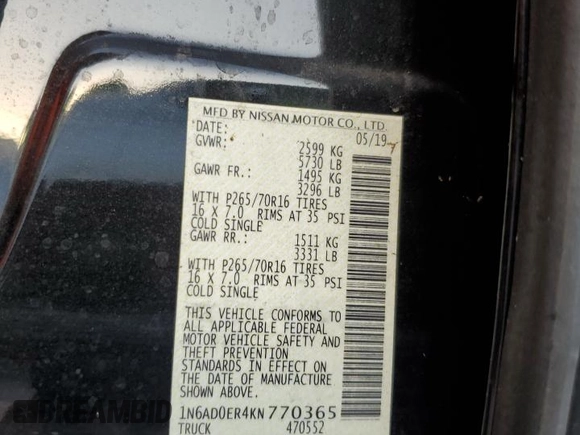 MFD BY NISSAN MOTOR CO., LTD.
DATE: 05/19
GVWR: 2599 KG
5730 LB
GAWR FR.: 1495 KG
3296 LB
WITH P265/70R16 TIRES
16 X 7.0 RIMS AT 35 PSI
COLD SINGLE
GAWR RR.: 1511 KG
3331 LB
WITH P265/70R16 TIRES
16 X 7.0 RIMS AT 35 PSI
COLD SINGLE
THIS VEHICLE CONFORMS TO
ALL APPLICABLE FEDERAL
MOTOR VEHICLE SAFETY AND
THEFT PREVENTION
STANDARDS IN EFFECT ON
THE DATE OF MANUFACTURE
SHOWN ABOVE.
1N6AD0ER4KN770365
TRUCK 470552
DREAMBID